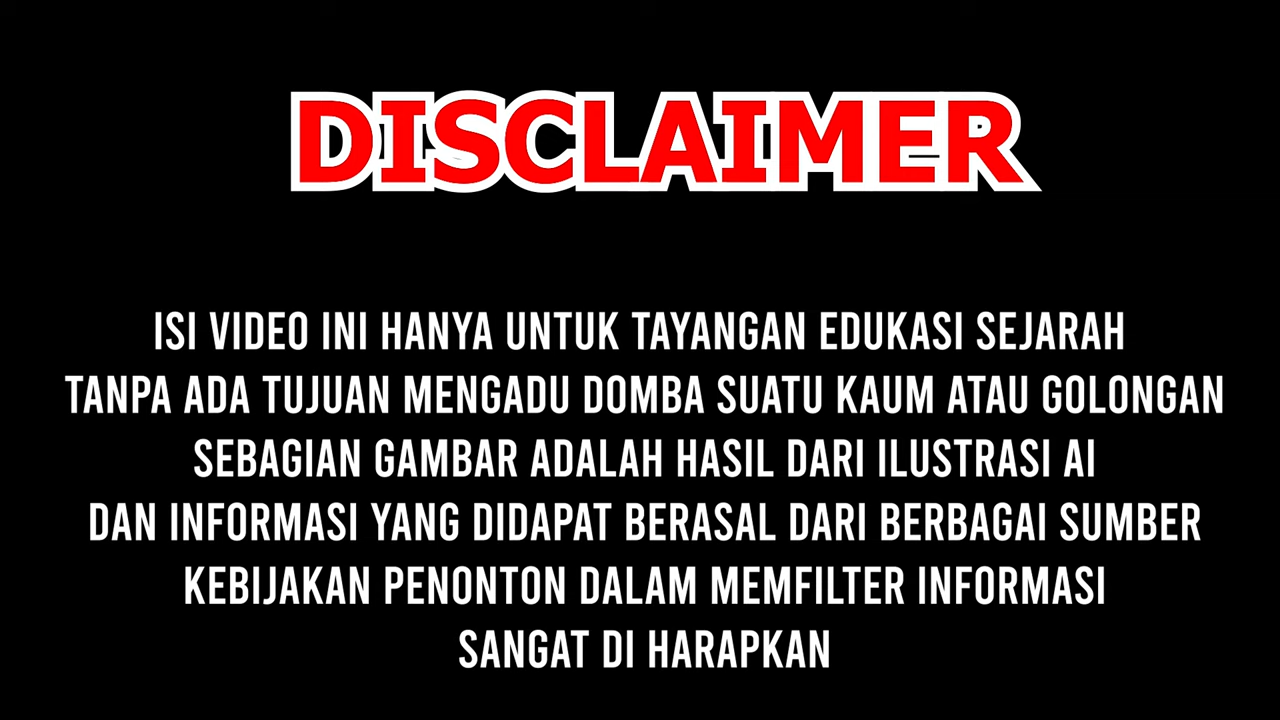 DISCLAIMER
ISI VIDEO INI HANYA UNTUK TAYANGAN EDUKASI SEJARAH
TANPA ADA TUJUAN MENGADU DOMBA SUATU KAUM ATAU GOLONGAN
SEBAGIAN GAMBAR ADALAH HASIL DARI ILUSTRASI AI
DAN INFORMASI YANG DIDAPAT BERASAL DARI BERBAGAI SUMBER
KEBIJAKAN PENONTON DALAM MEMFILTER INFORMASI
SANGAT DI HARAPKAN